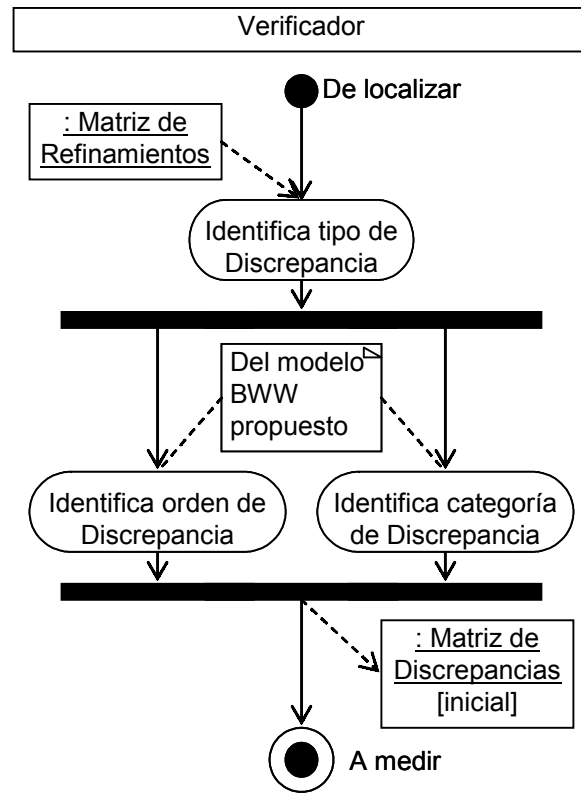 Verificador
De localizar
: Matriz de
Refinamientos
Identifica tipo de
Discrepancia
Del modelo
BWW
propuesto
Identifica orden de
Discrepancia
Identifica categoría
de Discrepancia
: Matriz de
Discrepancias
[inicial]
A medir